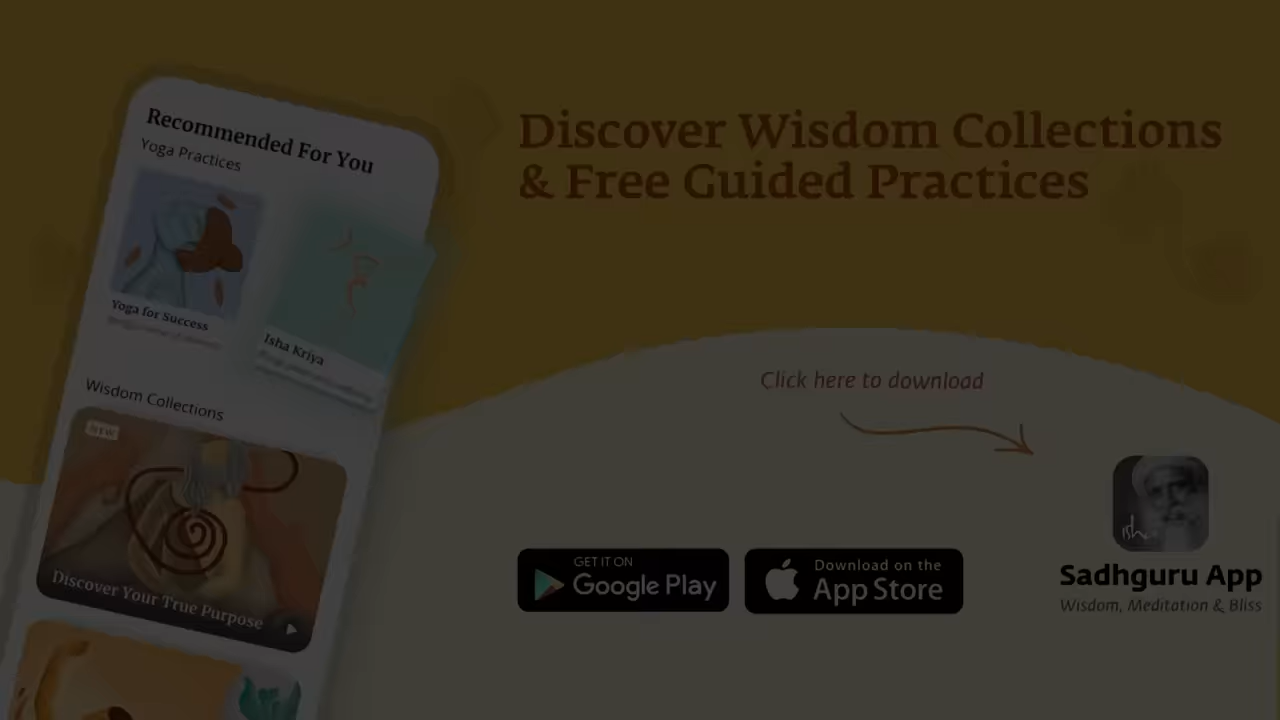 Recommended For You
Yoga Practices
Yoga for Success
Isha Kriya
Wisdom Collections
NEW
Discover Your True Purpose
Discover Wisdom Collections
& Free Guided Practices
Click here to download
GET IT ON
Google Play
Download on the
App Store
Isha
Sadhguru App
Wisdom, Meditation & Bliss